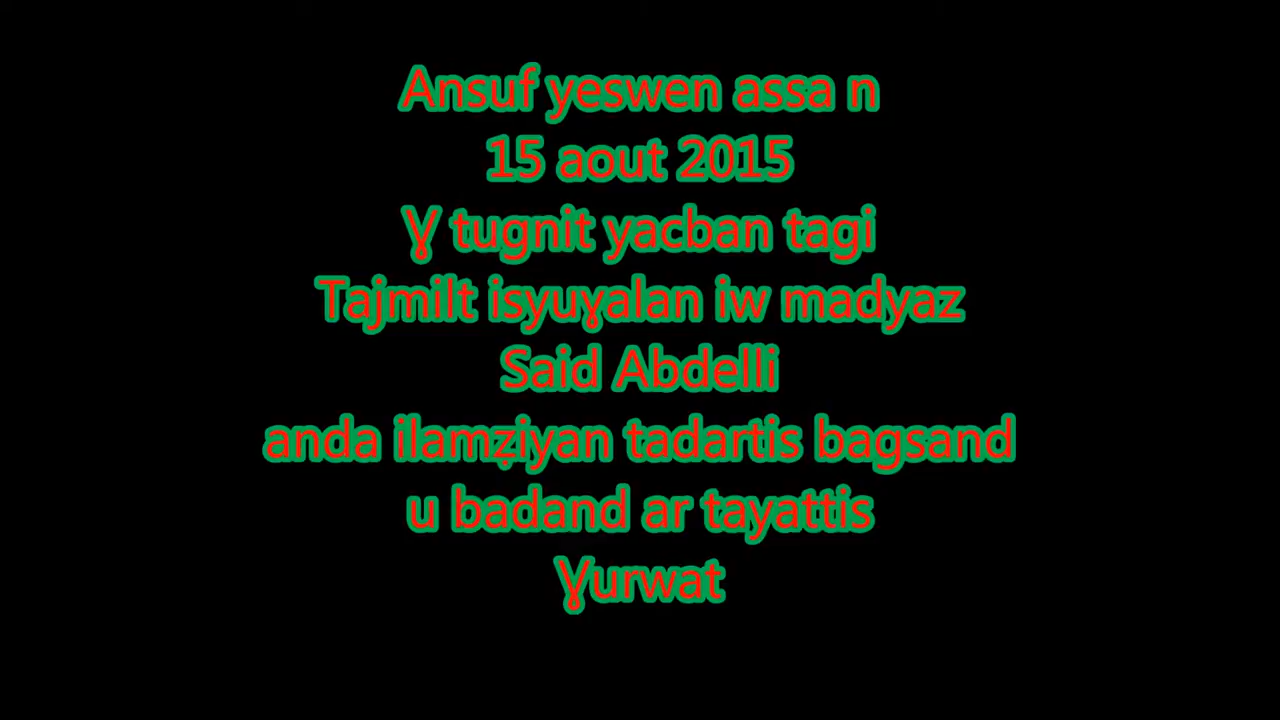 Ansuf yeswen assa n
15 aout 2015
Ɣ tugnit yacban tagi
Tajmilt isyuɣalan iw madyaz
Said Abdelli
anda ilamẓiyan tadartis bagsand
u badand ar tayattis
Ɣurwat